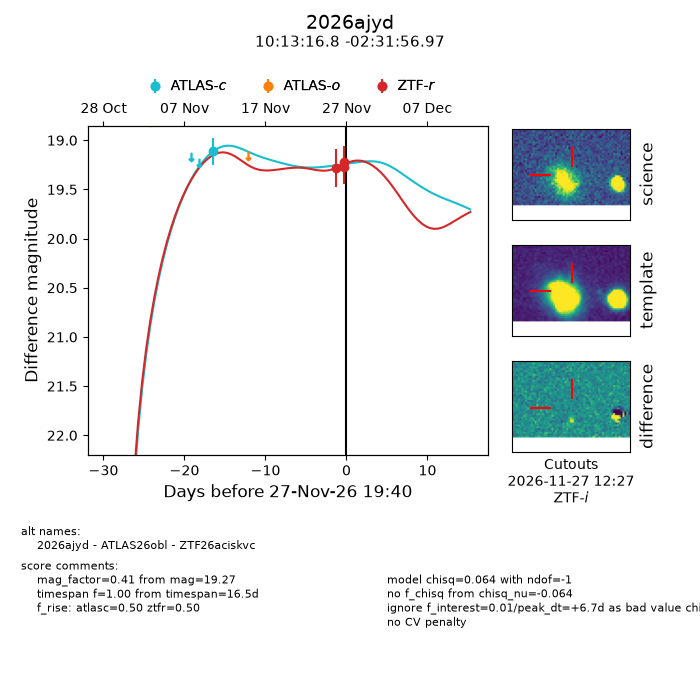 2026ajyd
10:13:16.8 -02:31:56.97
ATLAS-c
ATLAS-o
ZTF-r
28 Oct
07 Nov
17 Nov
27 Nov
07 Dec
19.0
19.5
20.0
20.5
21.0
21.5
22.0
Difference magnitude
−30
−20
−10
0
10
Days before 27-Nov-26 19:40
science
template
difference
Cutouts
2026-11-27 12:27
ZTF-i
alt names:
2026ajyd - ATLAS26obl - ZTF26aciskvc
score comments:
mag_factor=0.41 from mag=19.27
timespan f=1.00 from timespan=16.5d
f_rise: atlasc=0.50 ztfr=0.50
model chisq=0.064 with ndof=-1
no f_chisq from chisq_nu=-0.064
ignore f_interest=0.01/peak_dt=+6.7d as bad value chi
no CV penalty